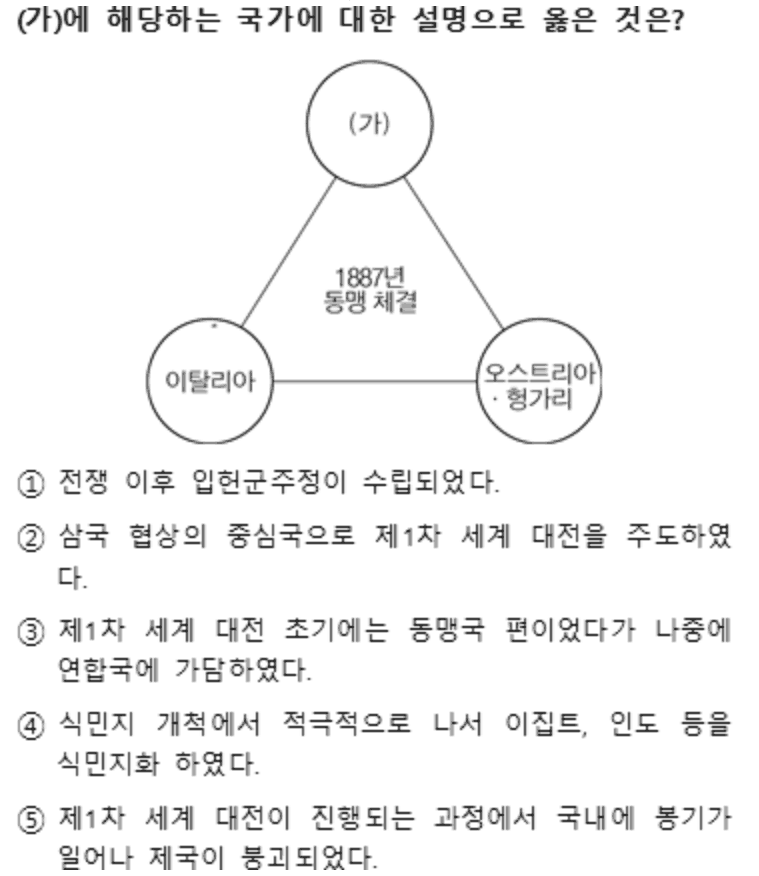 (가)에 해당하는 국가에 대한 설명으로 옳은 것은?
(가)
1887년
동맹 체결
이탈리아
오스트리아
· 헝가리
① 전쟁 이후 입헌군주정이 수립되었다.
② 삼국 협상의 중심국으로 제1차 세계 대전을 주도하였
다.
③ 제1차 세계 대전 초기에는 동맹국 편이었다가 나중에
연합국에 가담하였다.
④ 식민지 개척에서 적극적으로 나서 이집트, 인도 등을
식민지화 하였다.
⑤ 제1차 세계 대전이 진행되는 과정에서 국내에 봉기가
일어나 제국이 붕괴되었다.